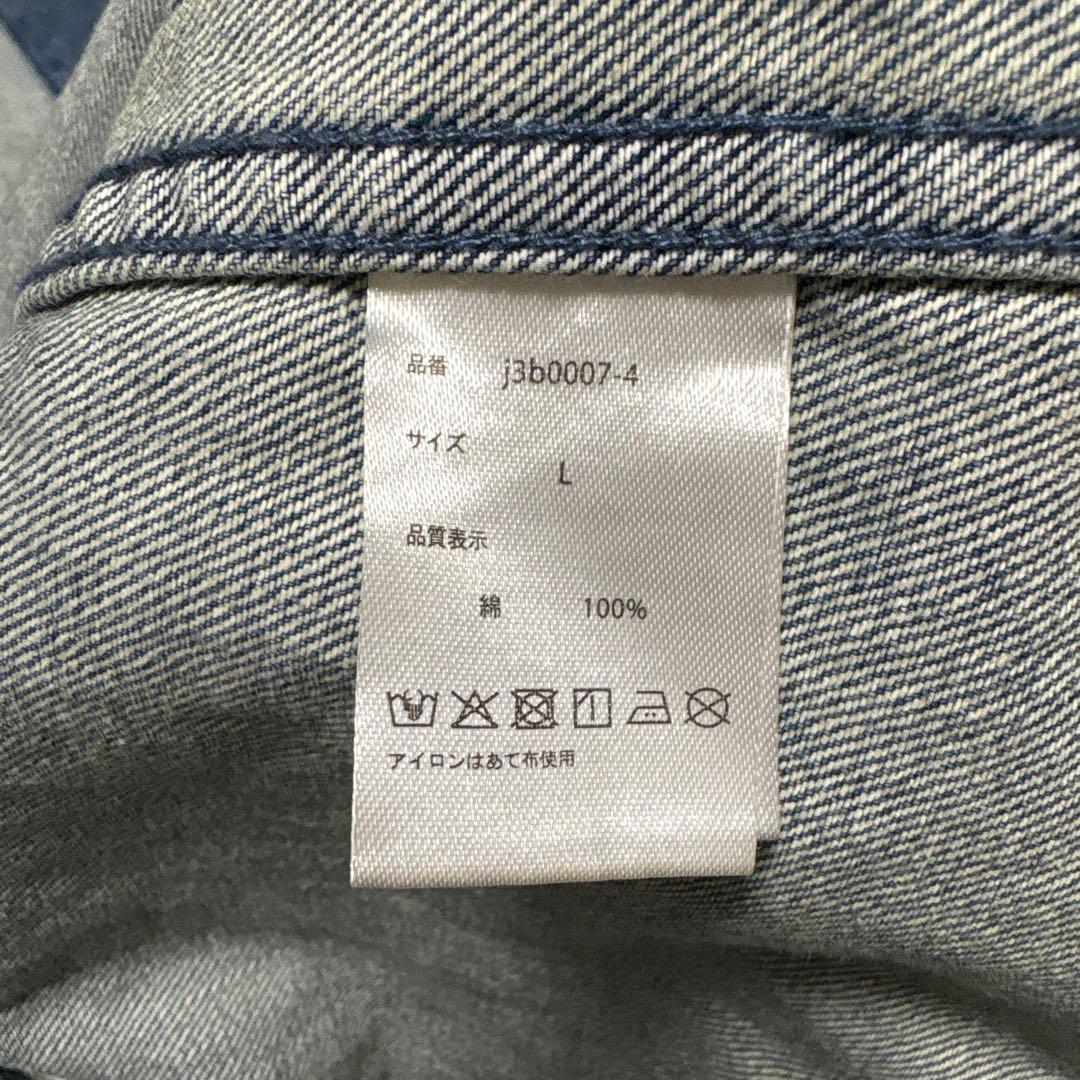 品番 j3b0007-4
サイズ
L
品質表示
綿 100%
アイロンはあて布使用